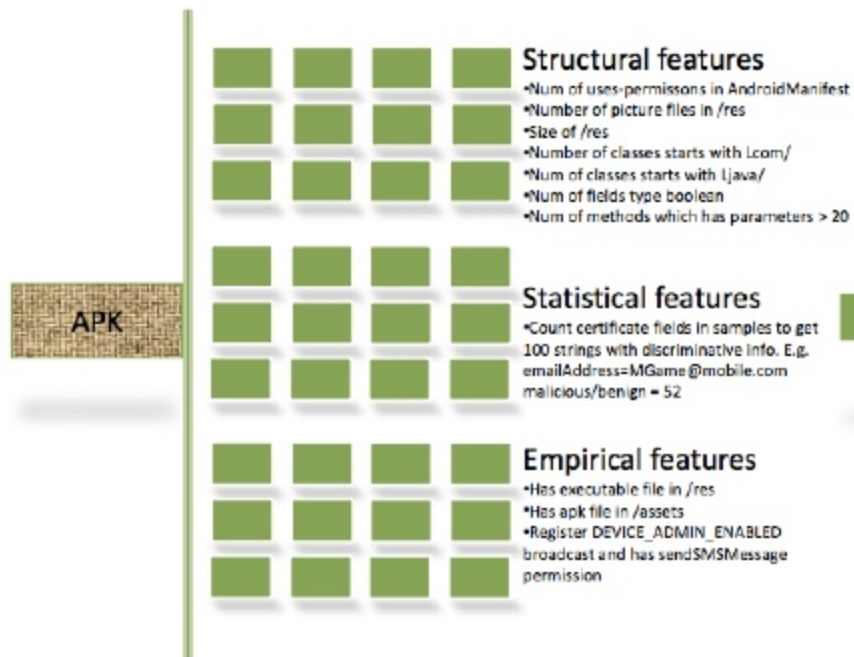 Structural features
•Num of uses-permissons in AndroidManifest
•Number of picture files in /res
•Size of /res
•Number of classes starts with Lcom/
•Num of classes starts with Ljava/
•Num of fields type boolean
•Num of methods which has parameters > 20
APK
Statistical features
•Count certificate fields in samples to get
100 strings with discriminative info. E.g.
emailAddress=MGame@mobile.com
malicious/benign = 52
Empirical features
•Has executable file in /res
•Has apk file in /assets
•Register DEVICE_ADMIN_ENABLED
broadcast and has sendSMSMessage
permission